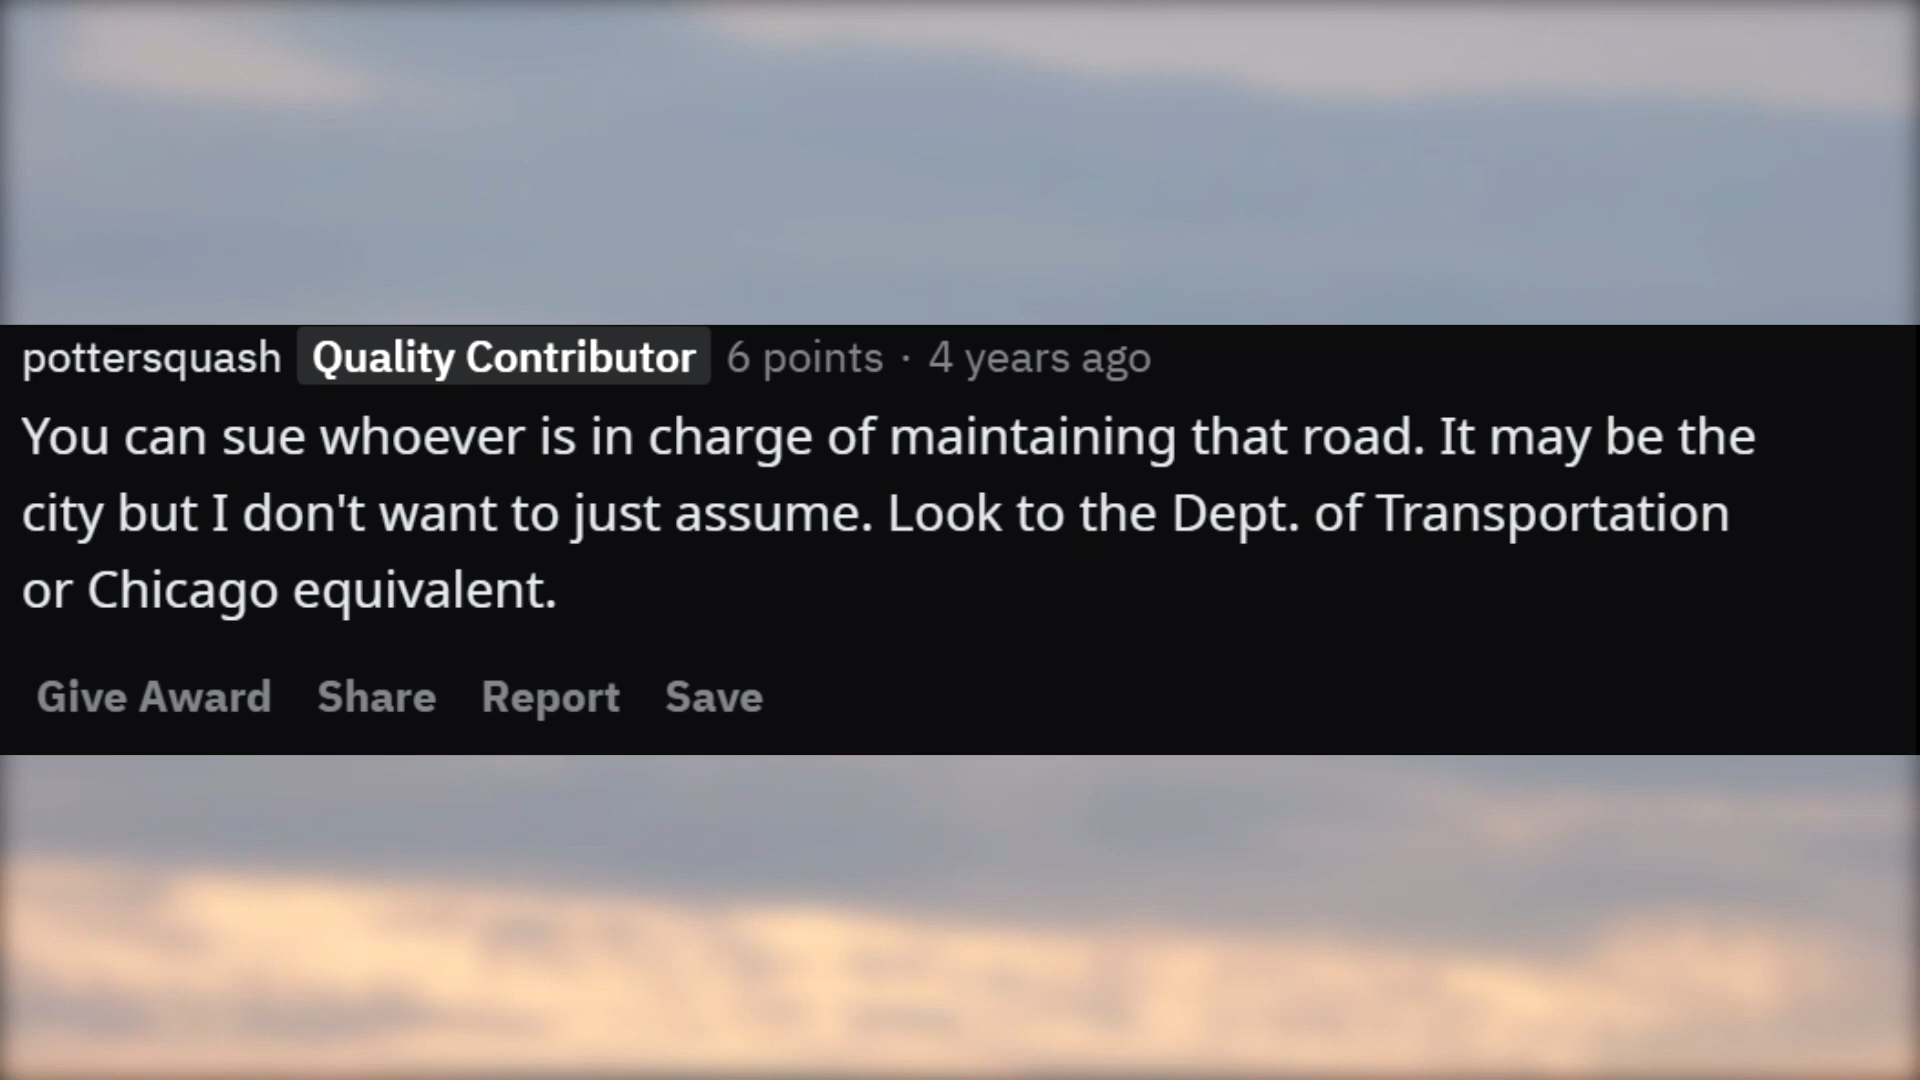 pottersquash Quality Contributor 6 points · 4 years ago
You can sue whoever is in charge of maintaining that road. It may be the
city but I don't want to just assume. Look to the Dept. of Transportation
or Chicago equivalent.
Give Award Share Report Save